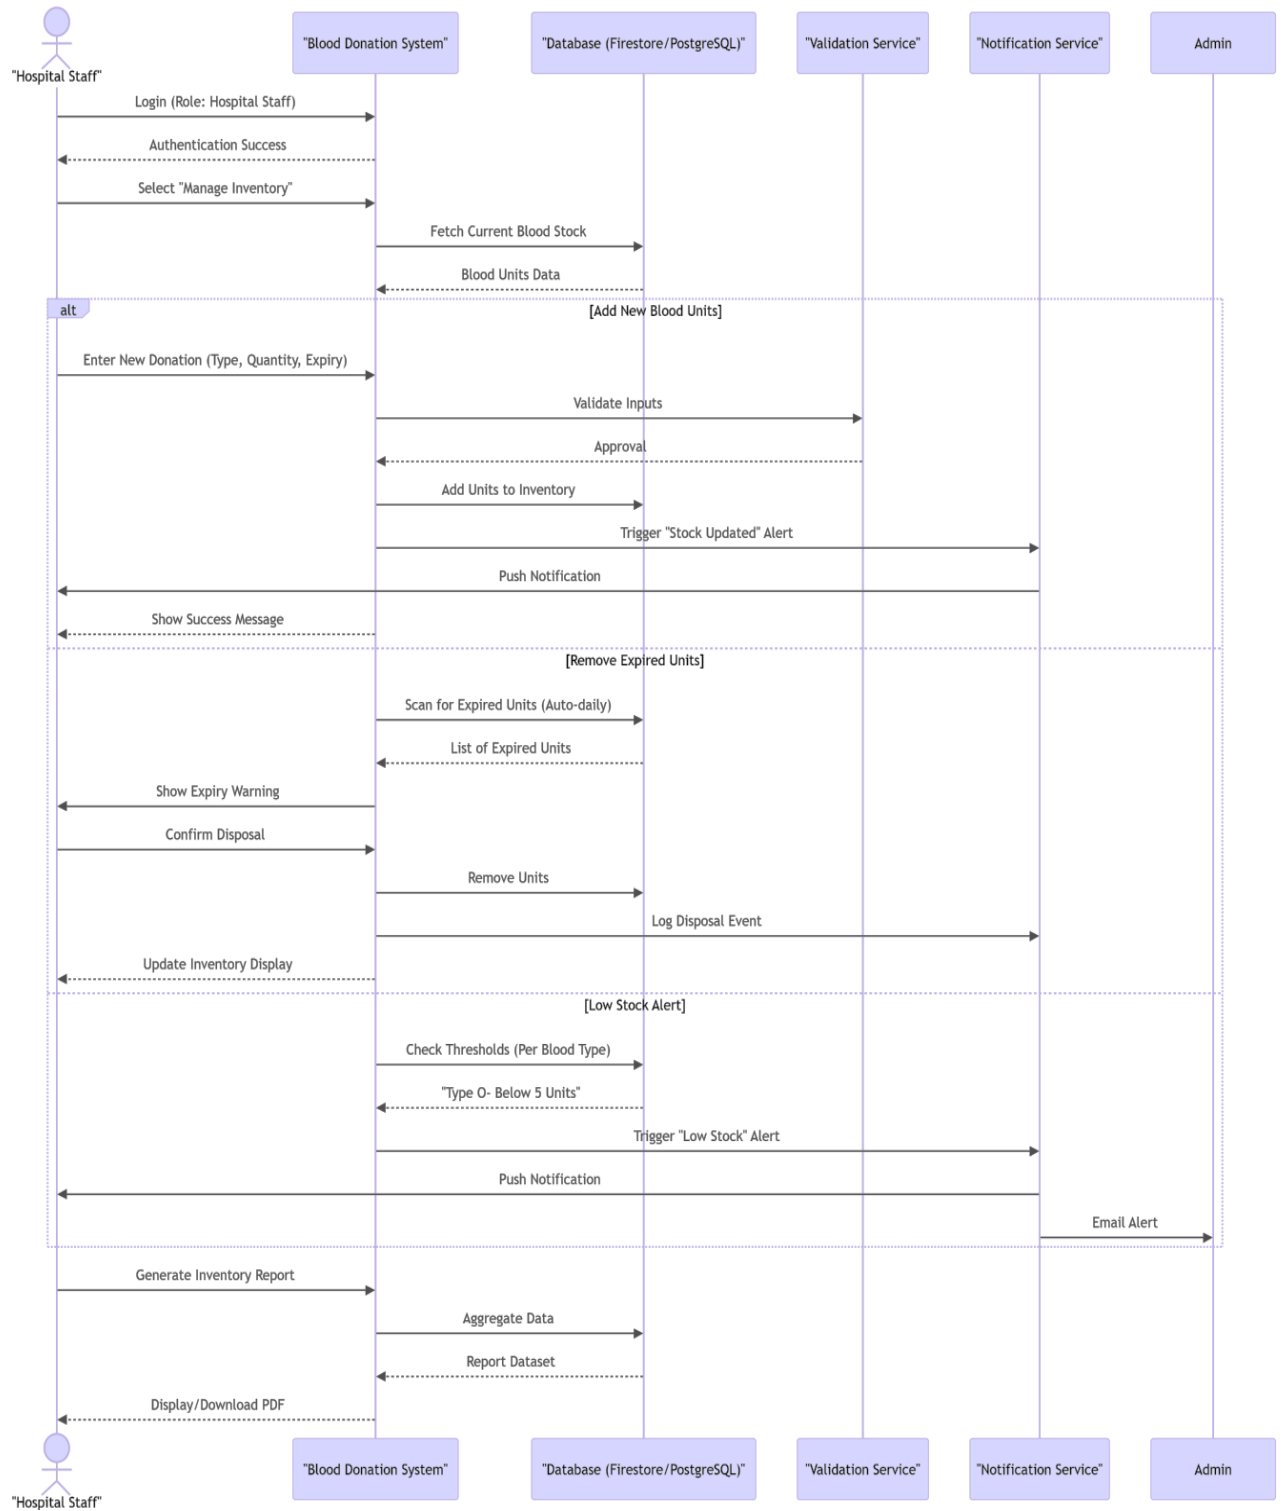 "Blood Donation System"
"Database (Firestore/PostgreSQL)"
"Validation Service"
"Notification Service"
Admin
"Hospital Staff"
Login (Role: Hospital Staff)
Authentication Success
Select "Manage Inventory"
Fetch Current Blood Stock
Blood Units Data
alt
[Add New Blood Units]
Enter New Donation (Type, Quantity, Expiry)
Validate Inputs
Approval
Add Units to Inventory
Trigger "Stock Updated" Alert
Push Notification
Show Success Message
[Remove Expired Units]
Scan for Expired Units (Auto-daily)
List of Expired Units
Show Expiry Warning
Confirm Disposal
Remove Units
Log Disposal Event
Update Inventory Display
[Low Stock Alert]
Check Thresholds (Per Blood Type)
"Type O- Below 5 Units"
Trigger "Low Stock" Alert
Push Notification
Email Alert
Generate Inventory Report
Aggregate Data
Report Dataset
Display/Download PDF
"Blood Donation System"
"Database (Firestore/PostgreSQL)"
"Validation Service"
"Notification Service"
Admin
"Hospital Staff"